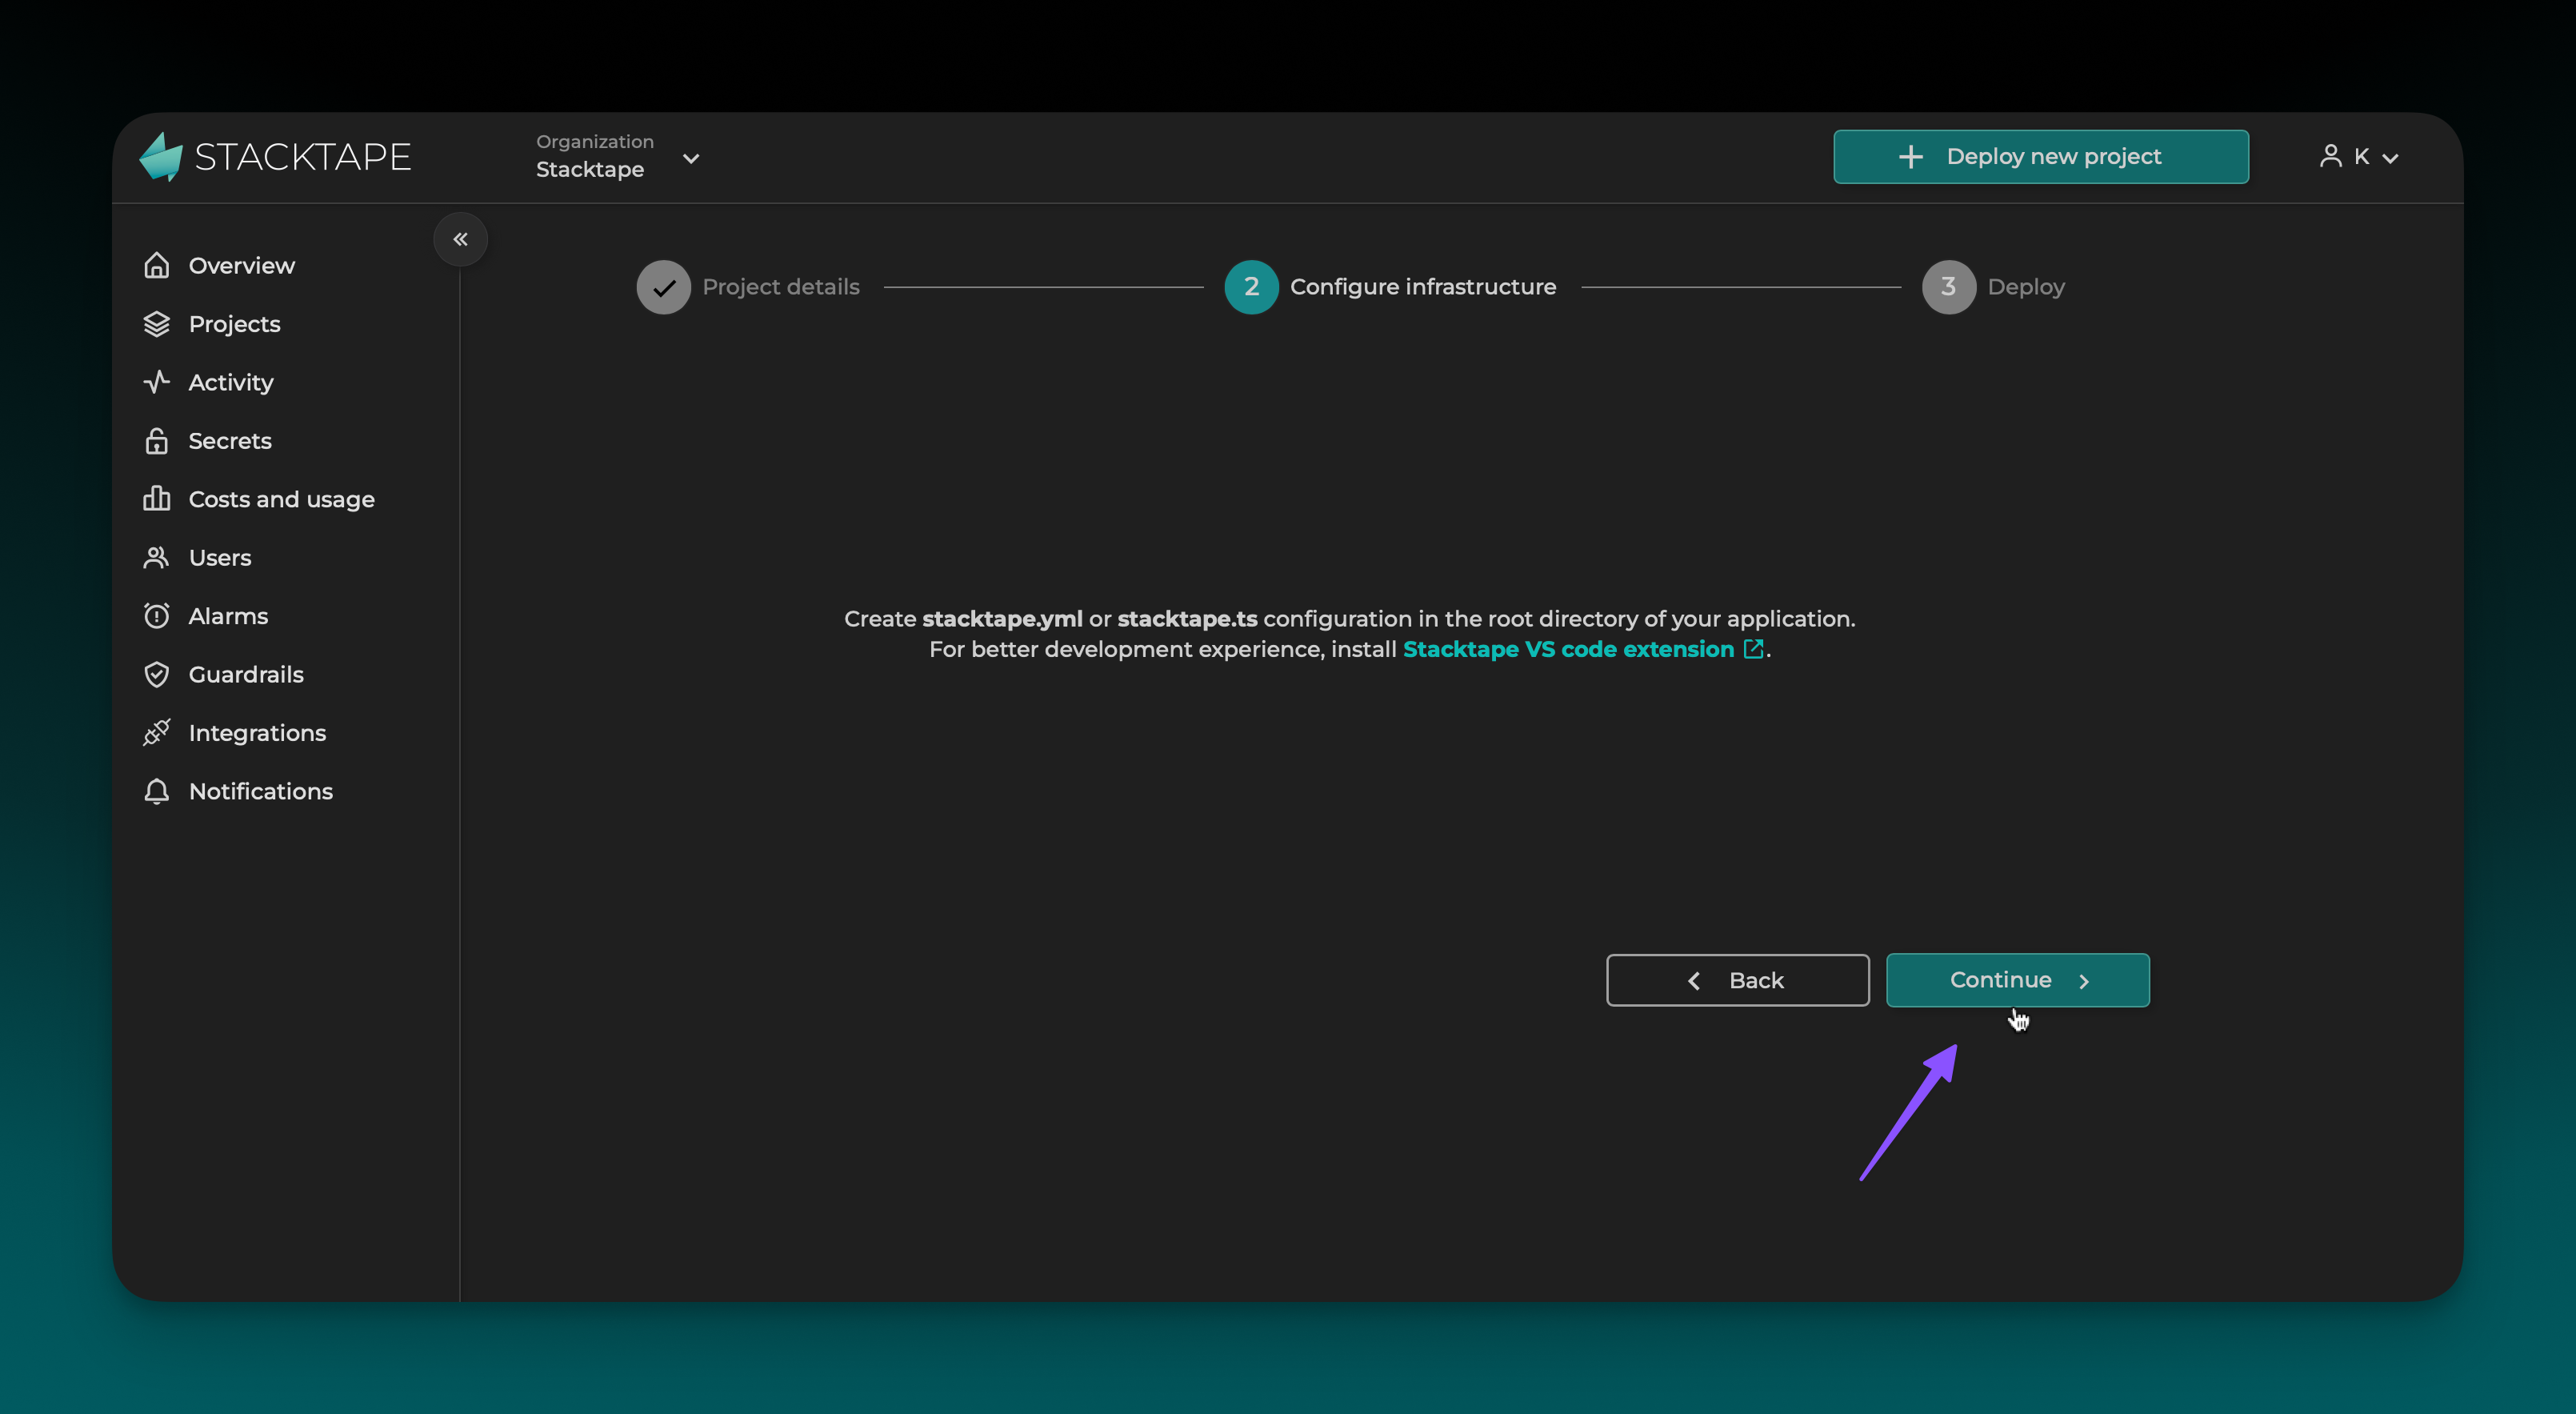 STACKTAPE
Organization
Stacktape
Deploy new project
K
Overview
Projects
Activity
Secrets
Costs and usage
Users
Alarms
Guardrails
Integrations
Notifications
Project details
2 Configure infrastructure
3 Deploy
Create stacktape.yml or stacktape.ts configuration in the root directory of your application.
For better development experience, install Stacktape VS code extension .
Back
Continue